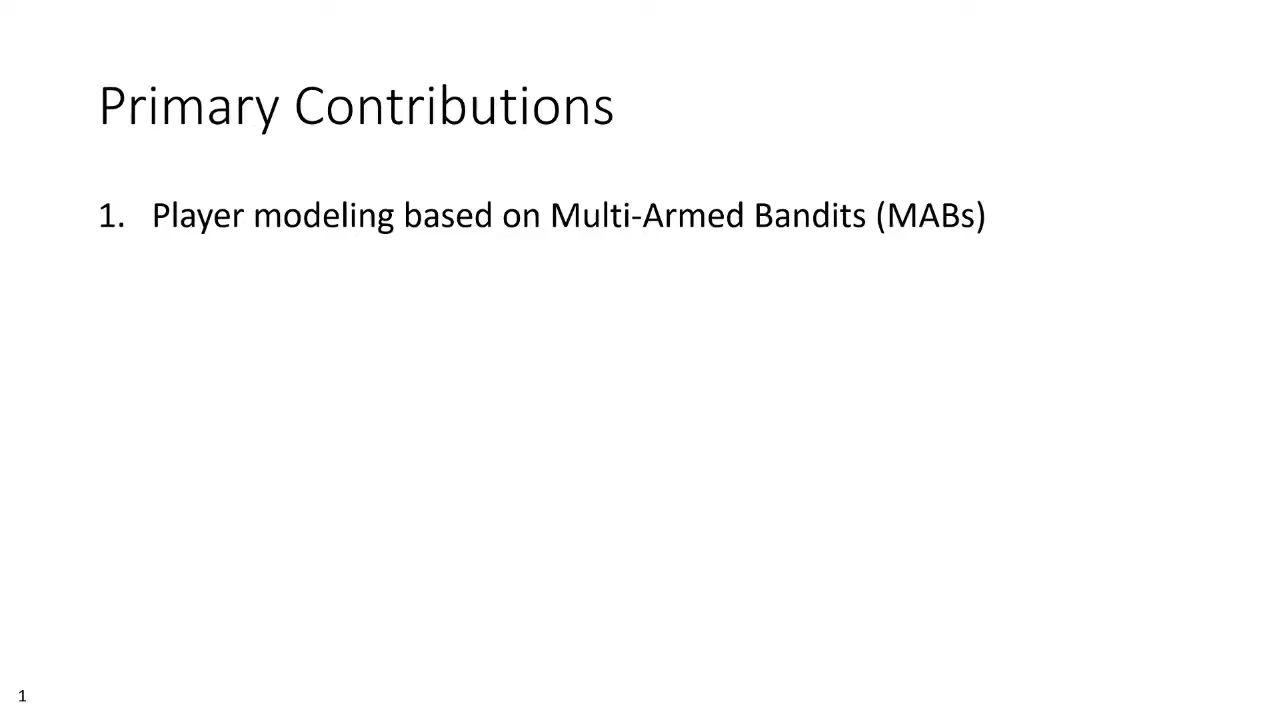 Primary Contributions
1. Player modeling based on Multi-Armed Bandits (MABs)
1